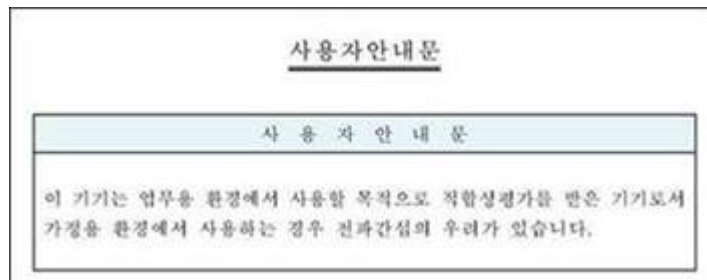 사용자안내문
사 용 자 안 내 문
이 기기는 업무용 환경에서 사용할 목적으로 적합성평가를 받은 기기로서
가정용 환경에서 사용하는 경우 전파간섭의 우려가 있습니다.